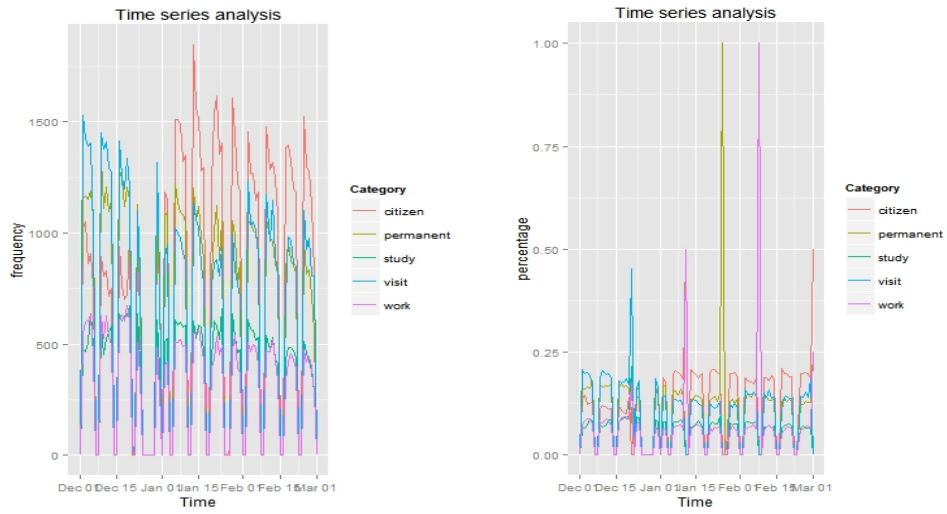 Time series analysis
frequency
1500
1000
500
0
Dec 01 Dec 15 Jan 01 Jan 15 Feb 01 Feb 15 Mar 01
Time
Category
citizen
permanent
study
visit
work
Time series analysis
percentage
1.00
0.75
0.50
0.25
0.00
Dec 01 Dec 15 Jan 01 Jan 15 Feb 01 Feb 15 Mar 01
Time
Category
citizen
permanent
study
visit
work